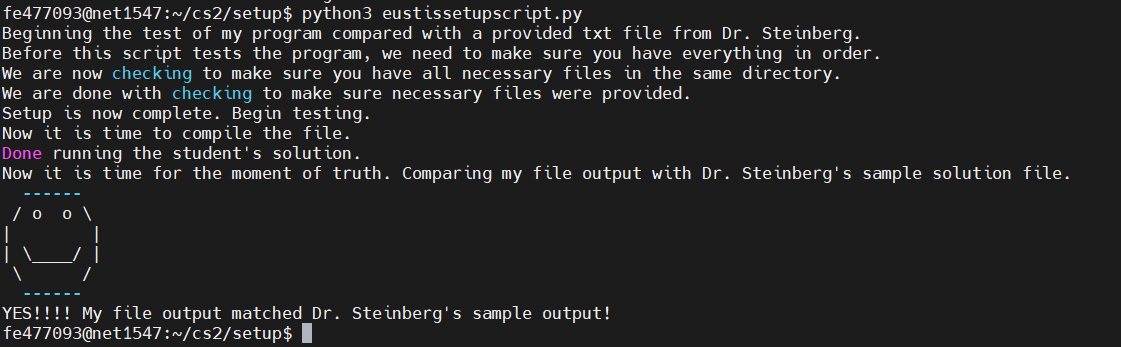 fe477093@net1547:~/cs2/setup$ python3 eustissetupscript.py
Beginning the test of my program compared with a provided txt file from Dr. Steinberg.
Before this script tests the program, we need to make sure you have everything in order.
We are now checking to make sure you have all necessary files in the same directory.
We are done with checking to make sure necessary files were provided.
Setup is now complete. Begin testing.
Now it is time to compile the file.
Done running the student's solution.
Now it is time for the moment of truth. Comparing my file output with Dr. Steinberg's sample solution file.
  ------
 / o  o \
|        |
| \____/ |
 \      /
  ------
YES!!!! My file output matched Dr. Steinberg's sample output!
fe477093@net1547:~/cs2/setup$